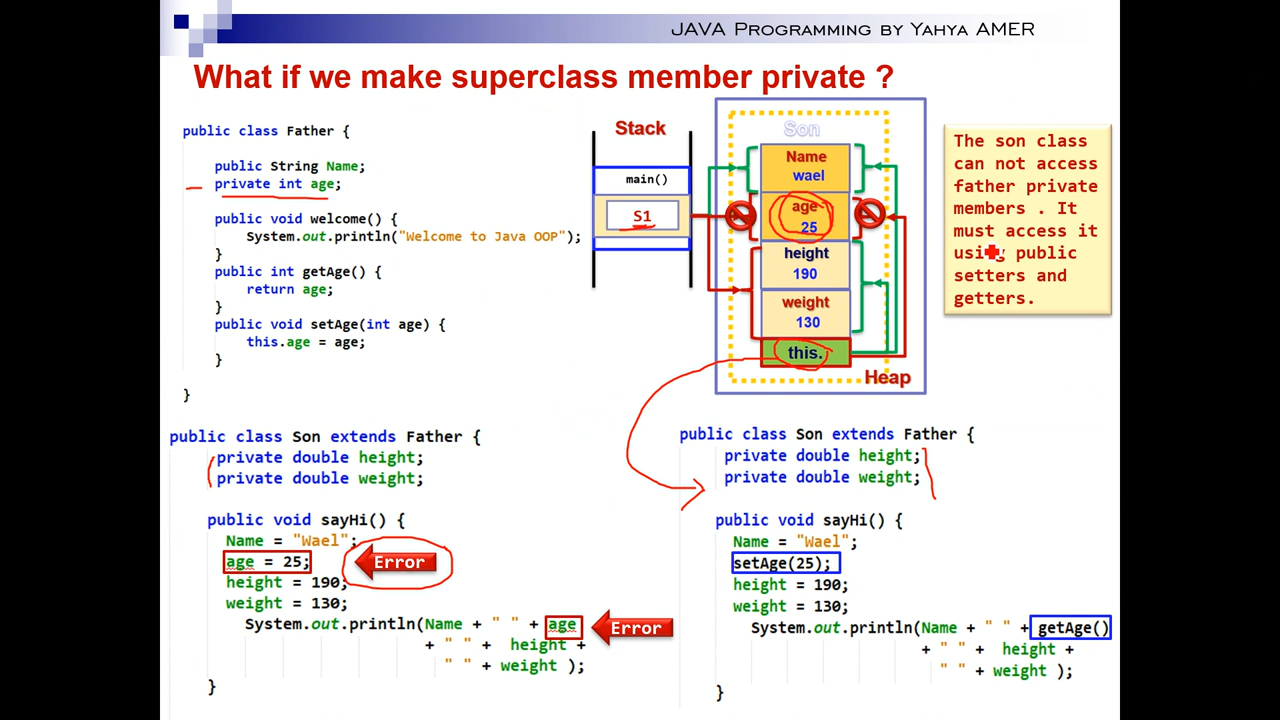 JAVA Programming by Yahya AMER
What if we make superclass member private ?
public class Father {
public String Name;
private int age;
public void welcome() {
System.out.println("Welcome to Java OOP");
}
public int getAge() {
return age;
}
public void setAge(int age) {
this.age = age;
}
}
Stack
main()
S1
Son
Name
wael
age
25
height
190
weight
130
this.
Heap
The son class
can not access
father private
members . It
must access it
using public
setters and
getters.
public class Son extends Father {
private double height;
private double weight;
public void sayHi() {
Name = "Wael";
age = 25;
Error
height = 190;
weight = 130;
System.out.println(Name + " " + age
Error
+ " " + height +
" " + weight );
}
public class Son extends Father {
private double height;
private double weight;
public void sayHi() {
Name = "Wael";
setAge(25);
height = 190;
weight = 130;
System.out.println(Name + " " + getAge()
+ " " + height +
" " + weight );
}